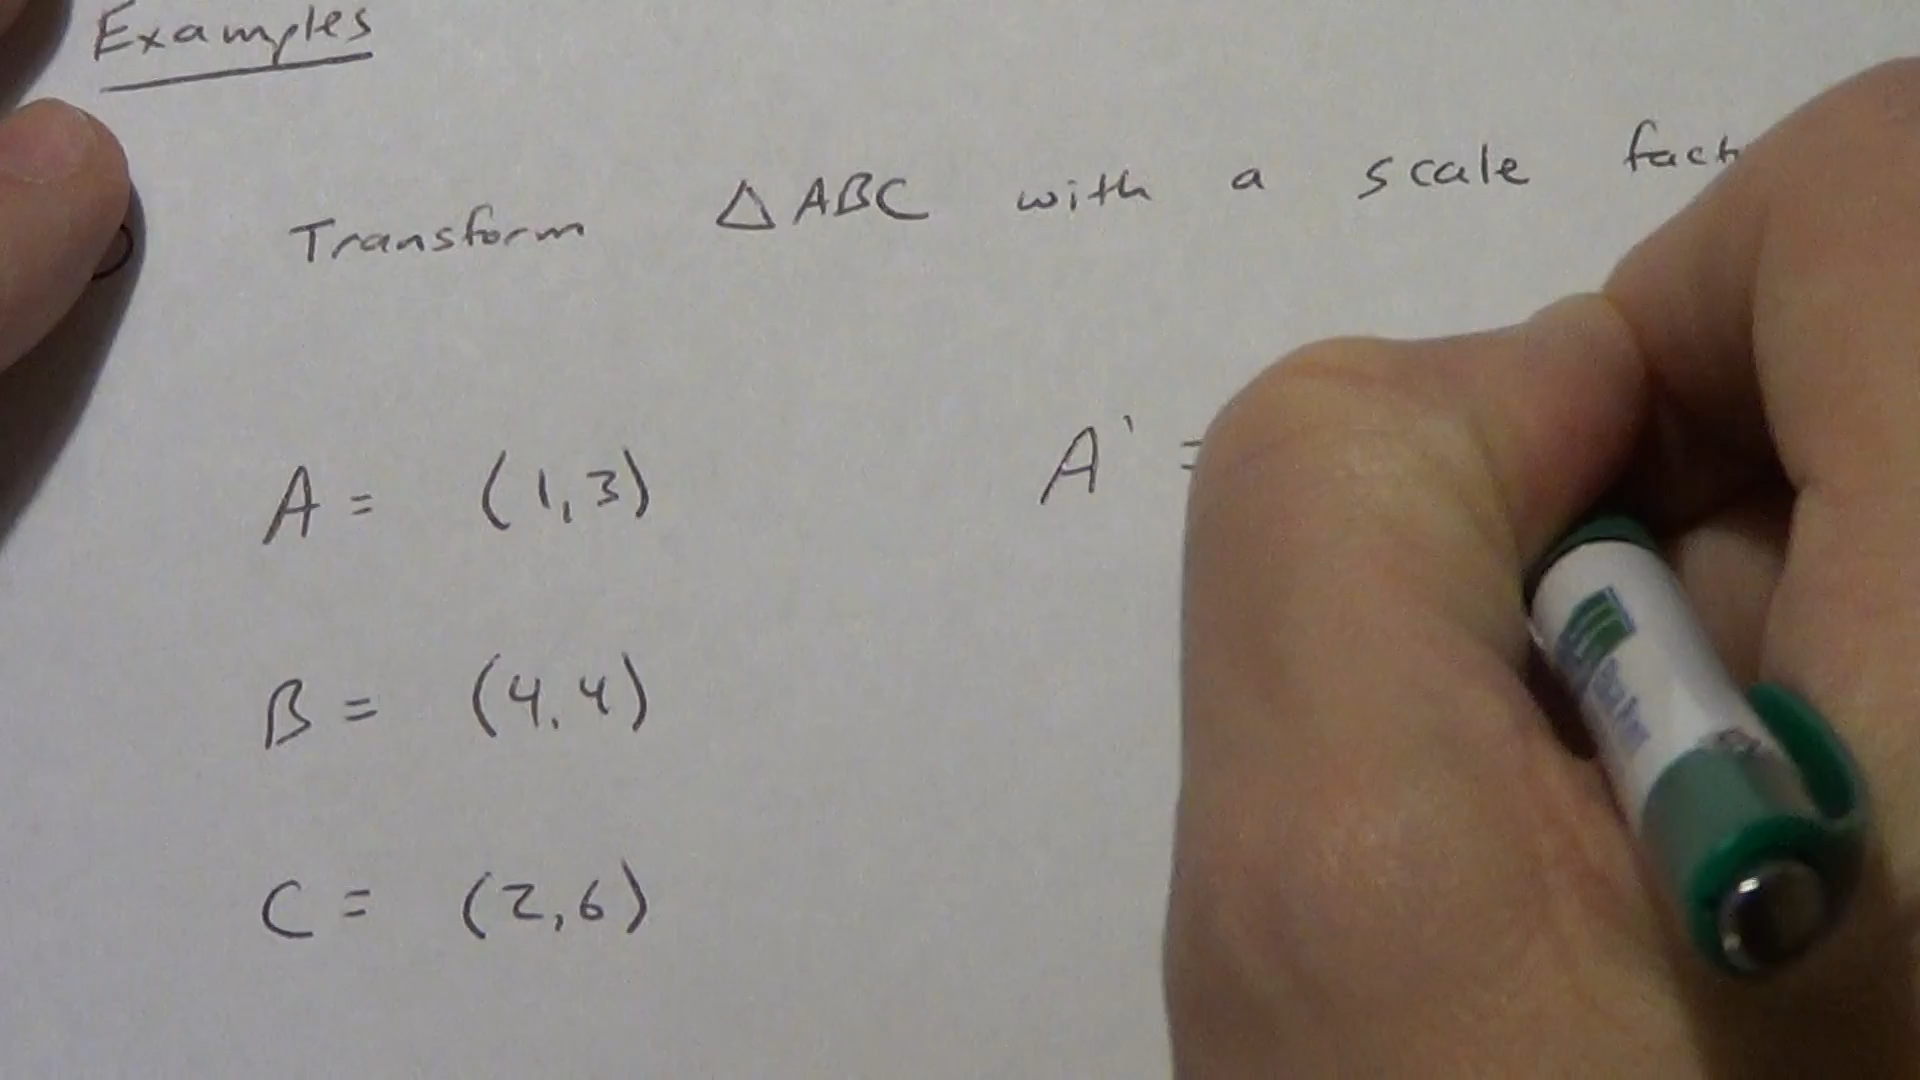 Examples
Transform △ABC with a scale
A = (1,3) A' =
B = (4,4)
C = (2,6)